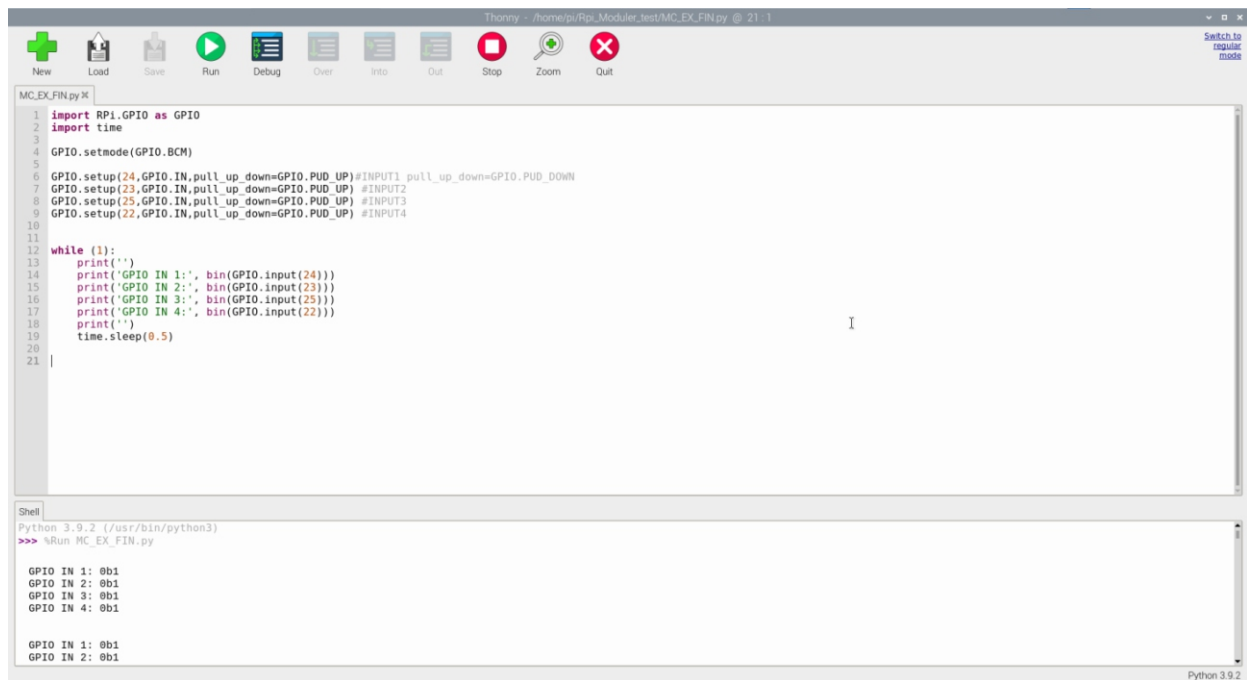 Thonny - /home/pi/Rpi_Moduler_test/MC_EX_FIN.py @ 21:1
New Load Save Run Debug Over Into Out Stop Zoom Quit
Switch to
regular
mode
MC_EX_FIN.py
1 import RPi.GPIO as GPIO
2 import time
3
4 GPIO.setmode(GPIO.BCM)
5
6 GPIO.setup(24,GPIO.IN,pull_up_down=GPIO.PUD_UP)#INPUT1 pull_up_down=GPIO.PUD_DOWN
7 GPIO.setup(23,GPIO.IN,pull_up_down=GPIO.PUD_UP) #INPUT2
8 GPIO.setup(25,GPIO.IN,pull_up_down=GPIO.PUD_UP) #INPUT3
9 GPIO.setup(22,GPIO.IN,pull_up_down=GPIO.PUD_UP) #INPUT4
10
11
12 while (1):
13     print('')
14     print('GPIO IN 1:', bin(GPIO.input(24)))
15     print('GPIO IN 2:', bin(GPIO.input(23)))
16     print('GPIO IN 3:', bin(GPIO.input(25)))
17     print('GPIO IN 4:', bin(GPIO.input(22)))
18     print('')
19     time.sleep(0.5)
20
21
Shell
Python 3.9.2 (/usr/bin/python3)
>>> %Run MC_EX_FIN.py
GPIO IN 1: 0b1
GPIO IN 2: 0b1
GPIO IN 3: 0b1
GPIO IN 4: 0b1
GPIO IN 1: 0b1
GPIO IN 2: 0b1
Python 3.9.2